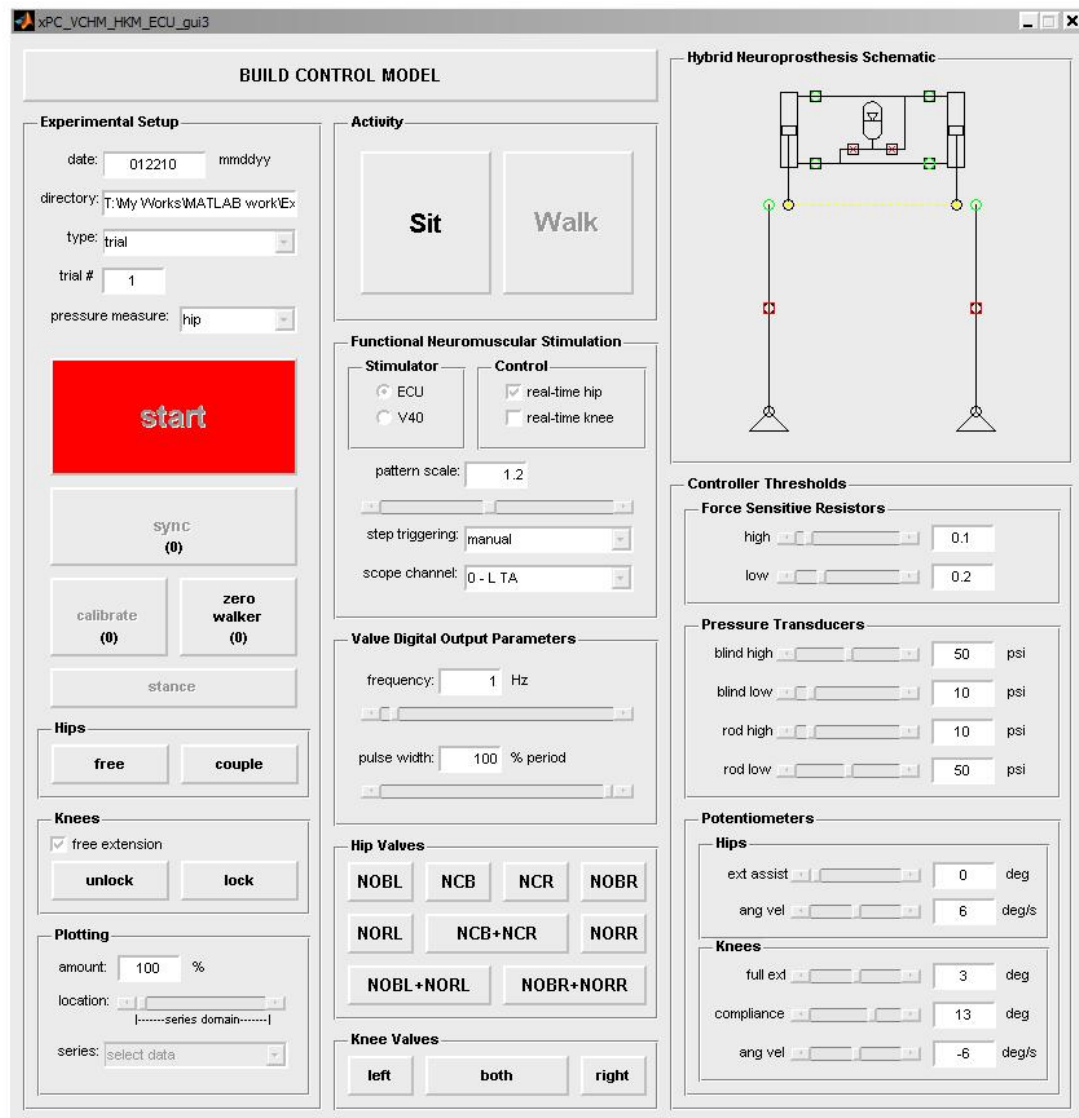 xPC_VCHM_HKM_ECU_gui3
BUILD CONTROL MODEL
Experimental Setup
date: 012210 mmddyy
directory: T:\My Works\MATLAB work\Ex
type: trial
trial # 1
pressure measure: hip
start
sync
(0)
calibrate
(0)
zero
walker
(0)
stance
Hips
free couple
Knees
free extension
unlock lock
Plotting
amount: 100 %
location:
|------series domain-------|
series: select data
Activity
Sit Walk
Functional Neuromuscular Stimulation
Stimulator
ECU
V40
Control
real-time hip
real-time knee
pattern scale: 1.2
step triggering: manual
scope channel: 0 - L TA
Valve Digital Output Parameters
frequency: 1 Hz
pulse width: 100 % period
Hip Valves
NOBL NCB NCR NOBR
NORL NCB+NCR NORR
NOBL+NORL NOBR+NORR
Knee Valves
left both right
Hybrid Neuroprosthesis Schematic
Controller Thresholds
Force Sensitive Resistors
high 0.1
low 0.2
Pressure Transducers
blind high 50 psi
blind low 10 psi
rod high 10 psi
rod low 50 psi
Potentiometers
Hips
ext assist 0 deg
ang vel 6 deg/s
Knees
full ext 3 deg
compliance 13 deg
ang vel -6 deg/s